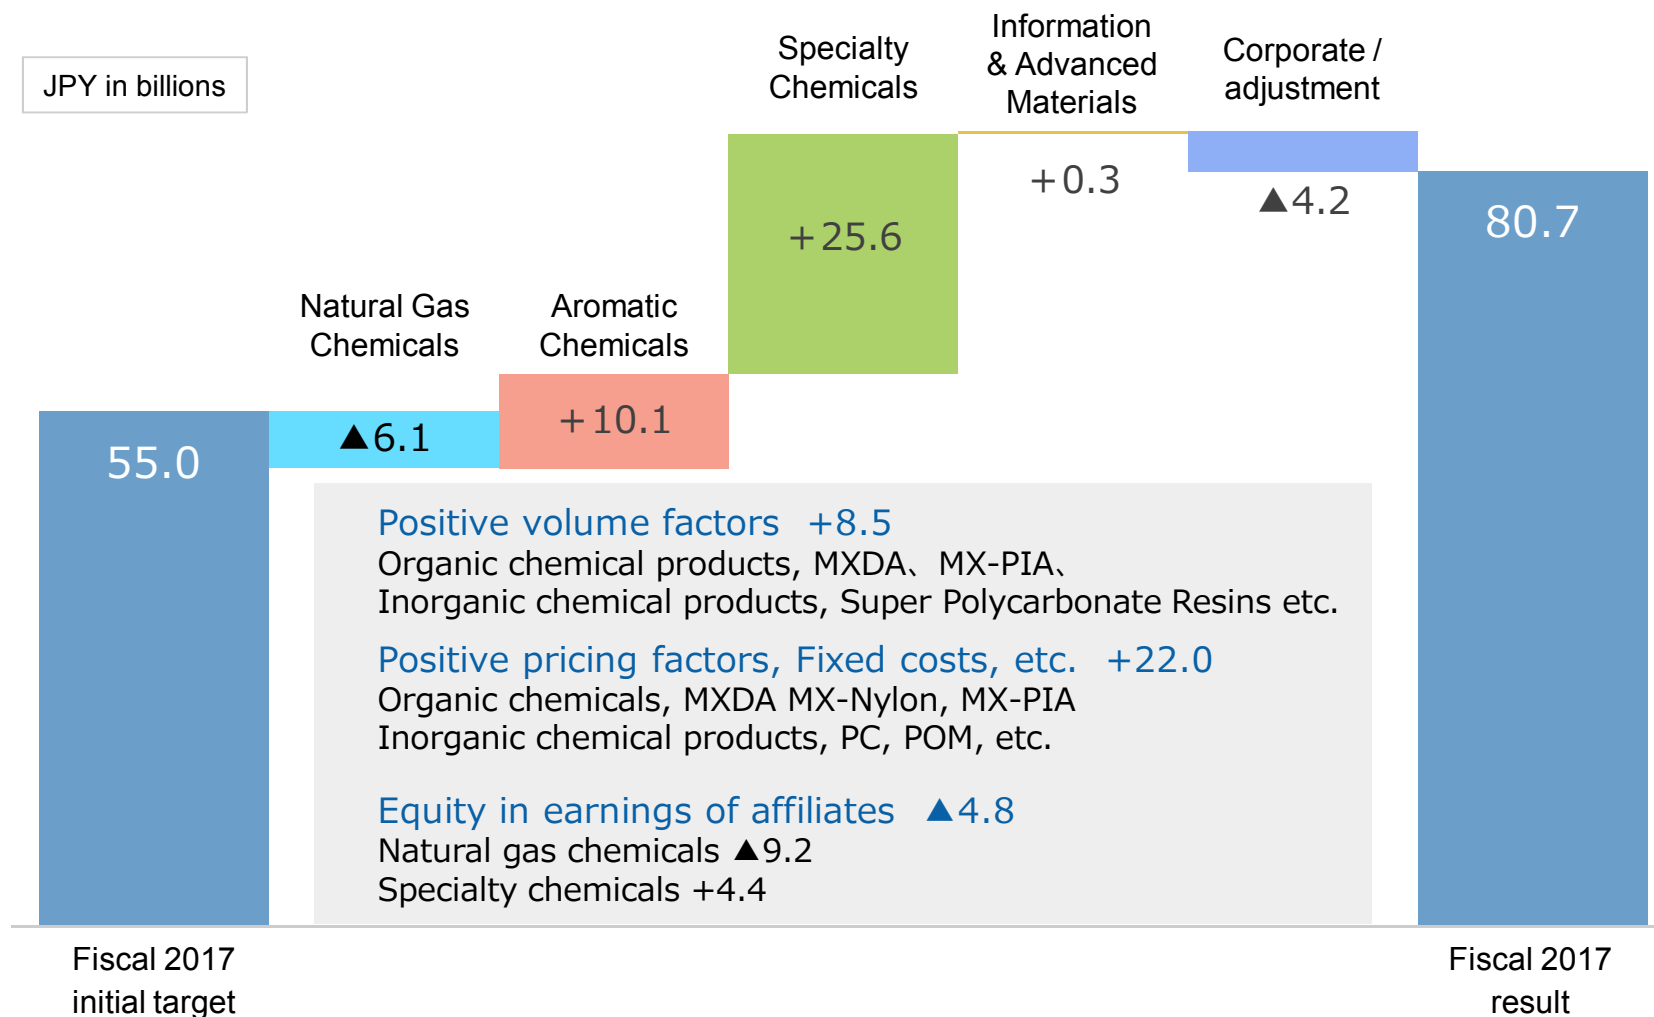 JPY in billions
Specialty
Chemicals
Information
& Advanced
Materials
Corporate /
adjustment
+25.6
+0.3
▲4.2
80.7
Natural Gas
Chemicals
Aromatic
Chemicals
55.0
▲6.1
+10.1
Positive volume factors +8.5
Organic chemical products, MXDA、MX-PIA、
Inorganic chemical products, Super Polycarbonate Resins etc.
Positive pricing factors, Fixed costs, etc. +22.0
Organic chemicals, MXDA MX-Nylon, MX-PIA
Inorganic chemical products, PC, POM, etc.
Equity in earnings of affiliates ▲4.8
Natural gas chemicals ▲9.2
Specialty chemicals +4.4
Fiscal 2017
initial target
Fiscal 2017
result